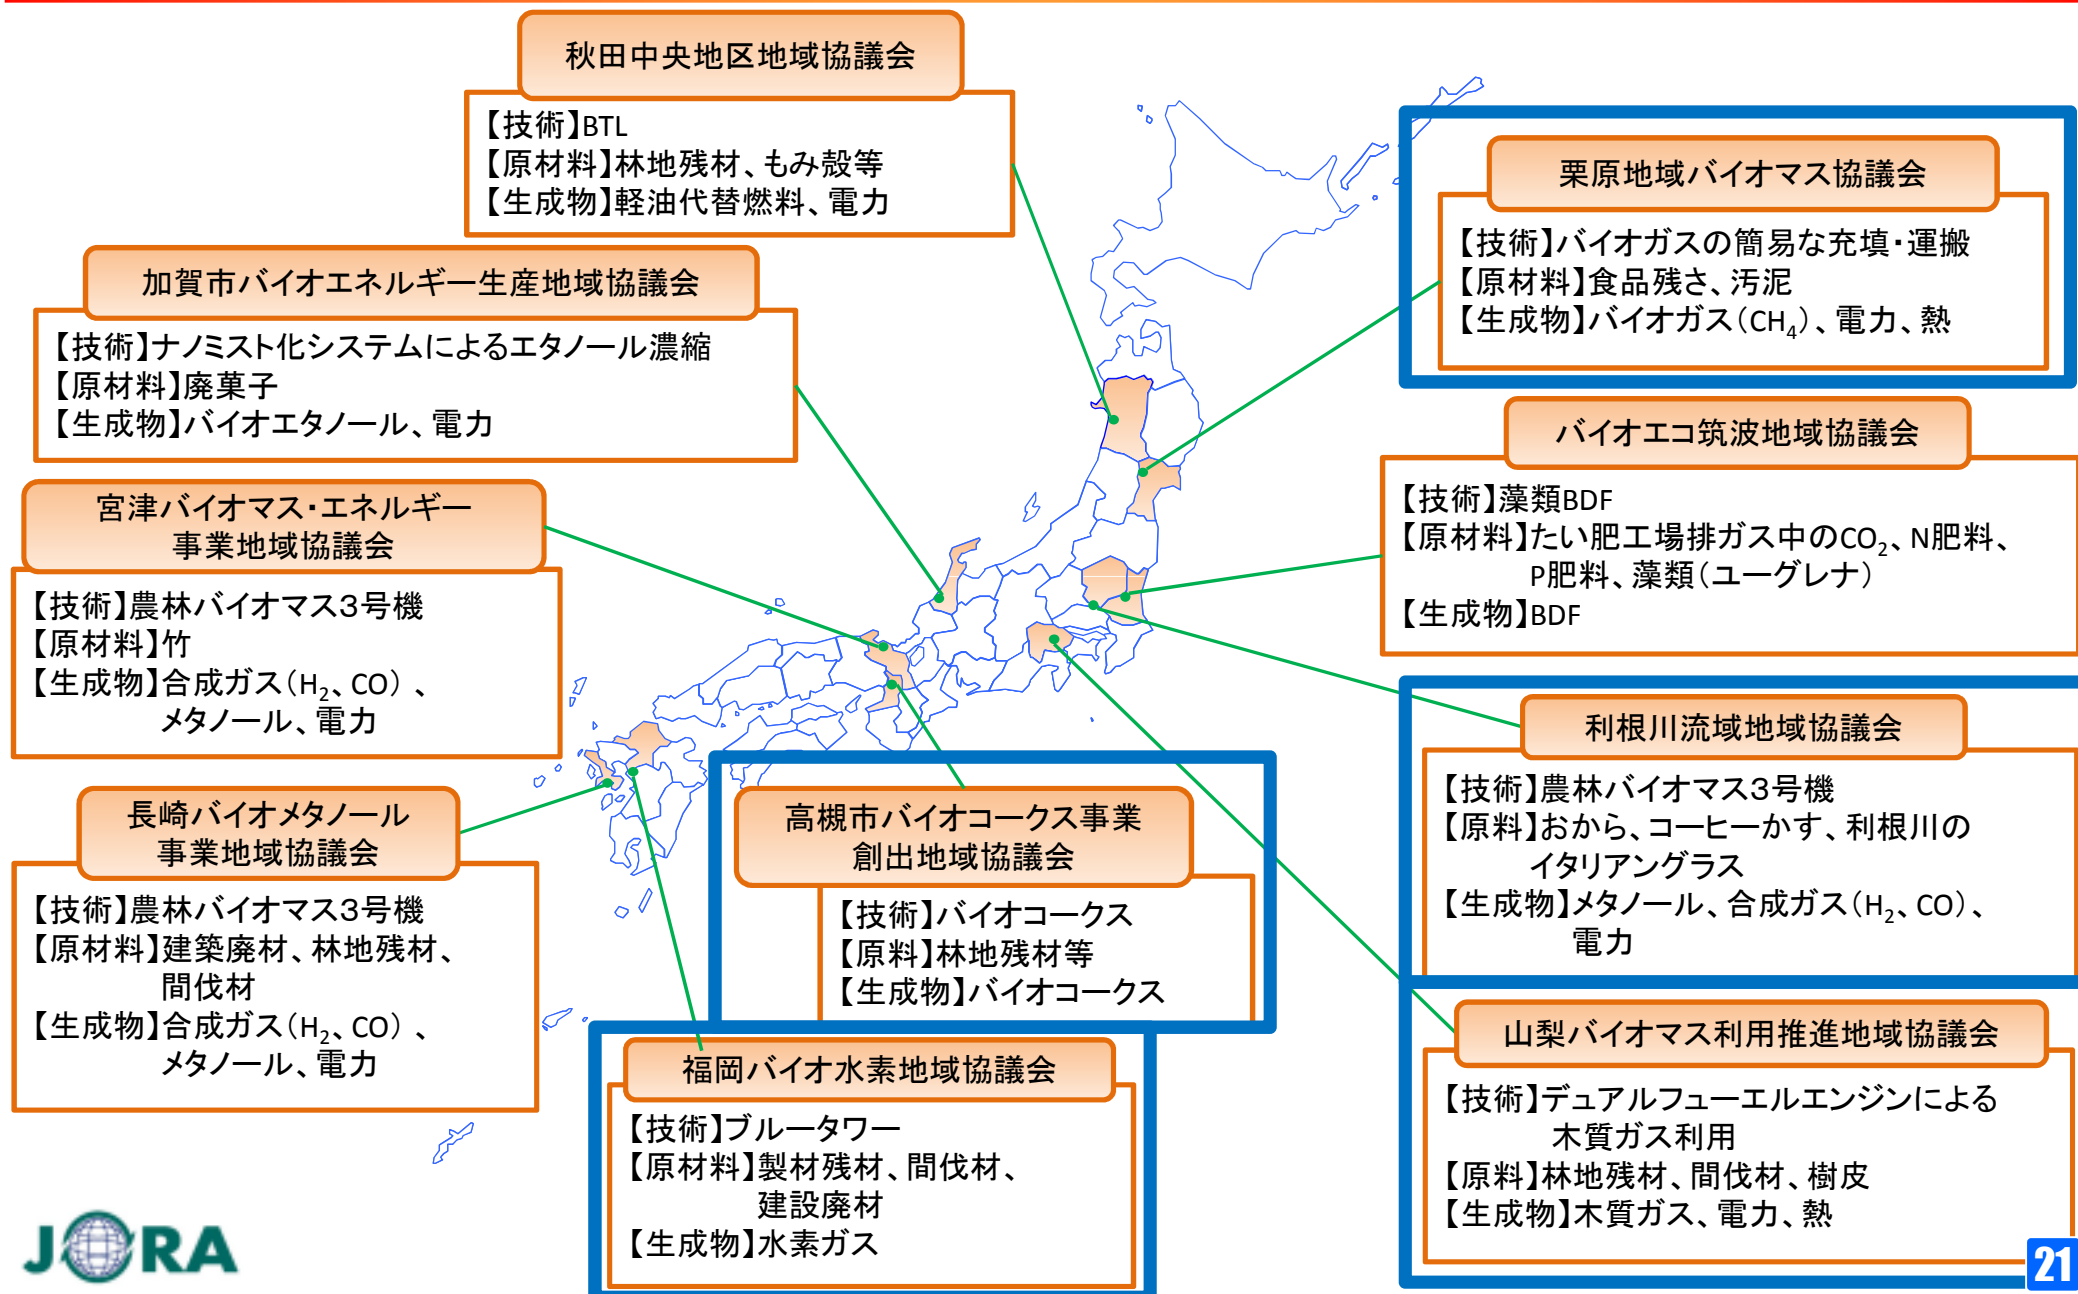 秋田中央地区地域協議会
【技術】BTL
【原材料】林地残材、もみ殻等
【生成物】軽油代替燃料、電力
栗原地域バイオマス協議会
【技術】バイオガスの簡易な充填・運搬
【原材料】食品残さ、汚泥
【生成物】バイオガス（CH₄）、電力、熱
加賀市バイオエネルギー生産地域協議会
【技術】ナノミスト化システムによるエタノール濃縮
【原材料】廃菓子
【生成物】バイオエタノール、電力
バイオエコ筑波地域協議会
【技術】藻類BDF
【原材料】たい肥工場排ガス中のCO₂、N肥料、
P肥料、藻類（ユーグレナ）
【生成物】BDF
宮津バイオマス・エネルギー
事業地域協議会
【技術】農林バイオマス３号機
【原材料】竹
【生成物】合成ガス（H₂、CO）、
メタノール、電力
利根川流域地域協議会
【技術】農林バイオマス３号機
【原料】おから、コーヒーかす、利根川の
イタリアングラス
【生成物】メタノール、合成ガス（H₂、CO）、
電力
長崎バイオメタノール
事業地域協議会
【技術】農林バイオマス３号機
【原材料】建築廃材、林地残材、
間伐材
【生成物】合成ガス（H₂、CO）、
メタノール、電力
高槻市バイオコークス事業
創出地域協議会
【技術】バイオコークス
【原料】林地残材等
【生成物】バイオコークス
福岡バイオ水素地域協議会
【技術】ブルータワー
【原材料】製材残材、間伐材、
建設廃材
【生成物】水素ガス
山梨バイオマス利用推進地域協議会
【技術】デュアルフューエルエンジンによる
木質ガス利用
【原料】林地残材、間伐材、樹皮
【生成物】木質ガス、電力、熱
JORA
21